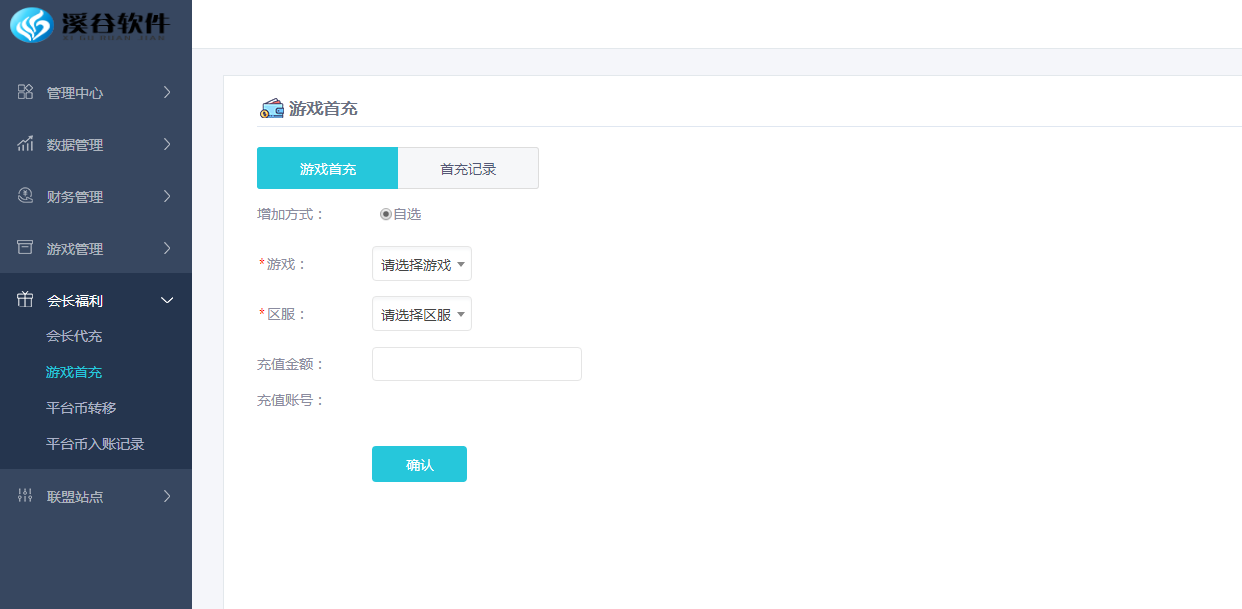 溪谷软件
XI GU RUAN JIAN
管理中心
数据管理
财务管理
游戏管理
会长福利
会长代充
游戏首充
平台币转移
平台币入账记录
联盟站点
游戏首充
游戏首充 首充记录
增加方式： 自选
*游戏： 请选择游戏
*区服： 请选择区服
充值金额：
充值账号：
确认